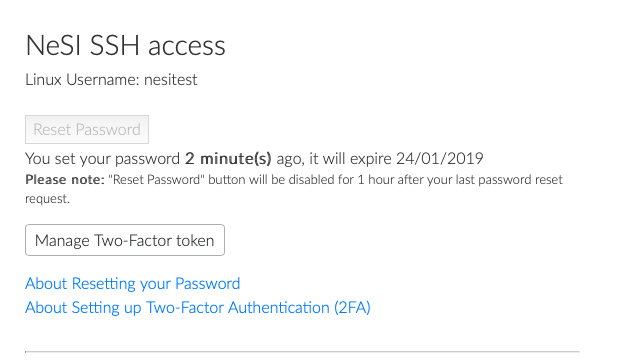 NeSI SSH access
Linux Username: nesitest
Reset Password
You set your password 2 minute(s) ago, it will expire 24/01/2019
Please note: "Reset Password" button will be disabled for 1 hour after your last password reset
request.
Manage Two-Factor token
About Resetting your Password
About Setting up Two-Factor Authentication (2FA)